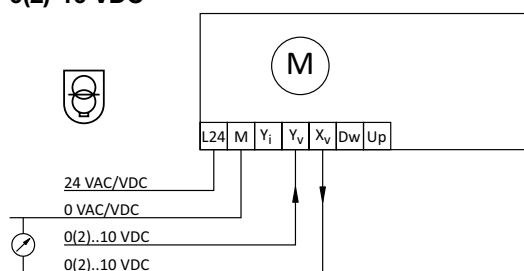 0(2)–10 VDC
M
L24 M Yi Yv Xv Dw Up
24 VAC/VDC
0 VAC/VDC
0(2)..10 VDC
0(2)..10 VDC